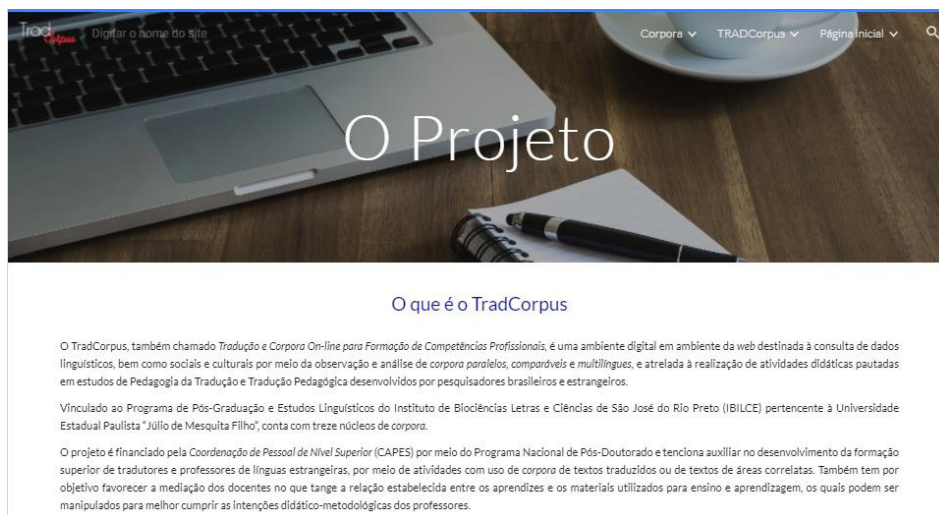 TradCorpus Digitar o nome do site Corpora TRADCorpus Página inicial
O Projeto
O que é o TradCorpus
O TradCorpus, também chamado Tradução e Corpora On-line para Formação de Competências Profissionais, é uma ambiente digital em ambiente da web destinada à consulta de dados
linguísticos, bem como sociais e culturais por meio da observação e análise de corpora paralelos, comparáveis e multilíngues, e atrelada à realização de atividades didáticas pautadas
em estudos de Pedagogia da Tradução e Tradução Pedagógica desenvolvidos por pesquisadores brasileiros e estrangeiros.
Vinculado ao Programa de Pós-Graduação e Estudos Linguísticos do Instituto de Biociências Letras e Ciências de São José do Rio Preto (IBILCE) pertencente à Universidade
Estadual Paulista "Júlio de Mesquita Filho", conta com treze núcleos de corpora.
O projeto é financiado pela Coordenação de Pessoal de Nível Superior (CAPES) por meio do Programa Nacional de Pós-Doutorado e tenciona auxiliar no desenvolvimento da formação
superior de tradutores e professores de línguas estrangeiras, por meio de atividades com uso de corpora de textos traduzidos ou de textos de áreas correlatas. Também tem por
objetivo favorecer a mediação dos docentes no que tange a relação estabelecida entre os aprendizes e os materiais utilizados para ensino e aprendizagem, os quais podem ser
manipulados para melhor cumprir as intenções didático-metodológicas dos professores.